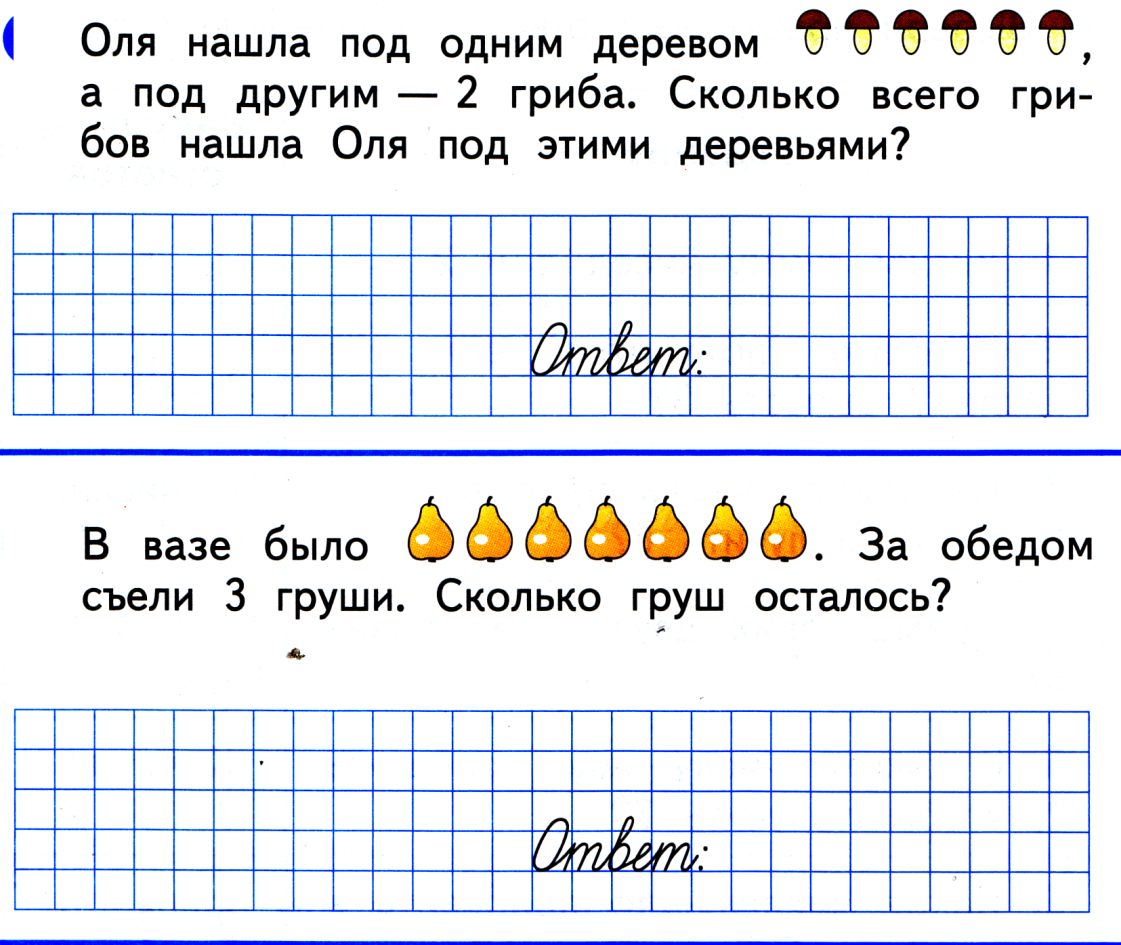 Оля нашла под одним деревом ,
а под другим — 2 гриба. Сколько всего гри-
бов нашла Оля под этими деревьями?
Ответ:
В вазе было . За обедом
съели 3 груши. Сколько груш осталось?
Ответ: